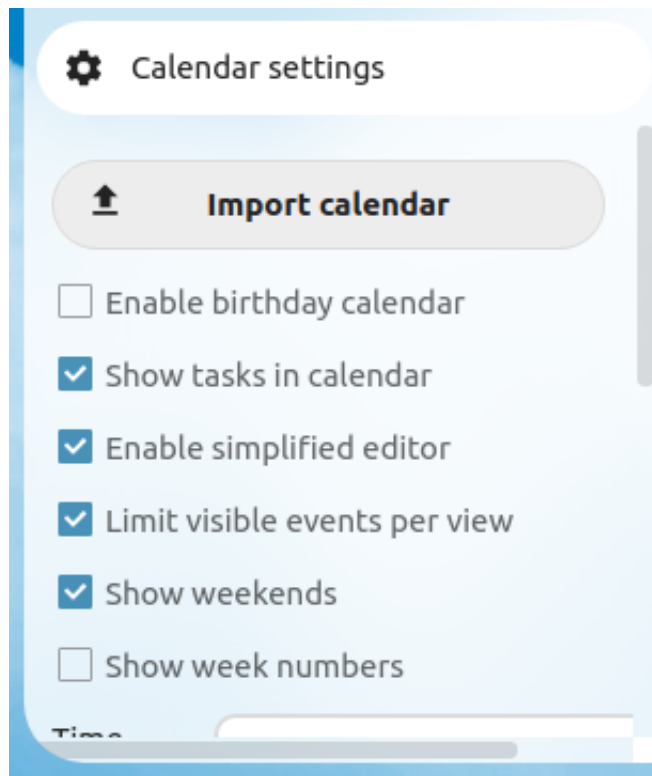 Calendar settings
Import calendar
Enable birthday calendar
Show tasks in calendar
Enable simplified editor
Limit visible events per view
Show weekends
Show week numbers
Time